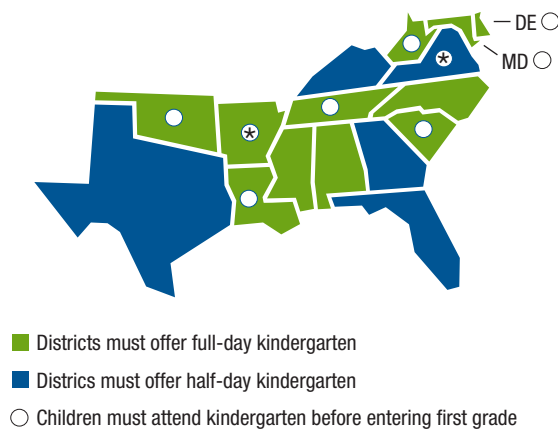 DE
MD
*
*
Districts must offer full-day kindergarten
Districs must offer half-day kindergarten
Children must attend kindergarten before entering first grade